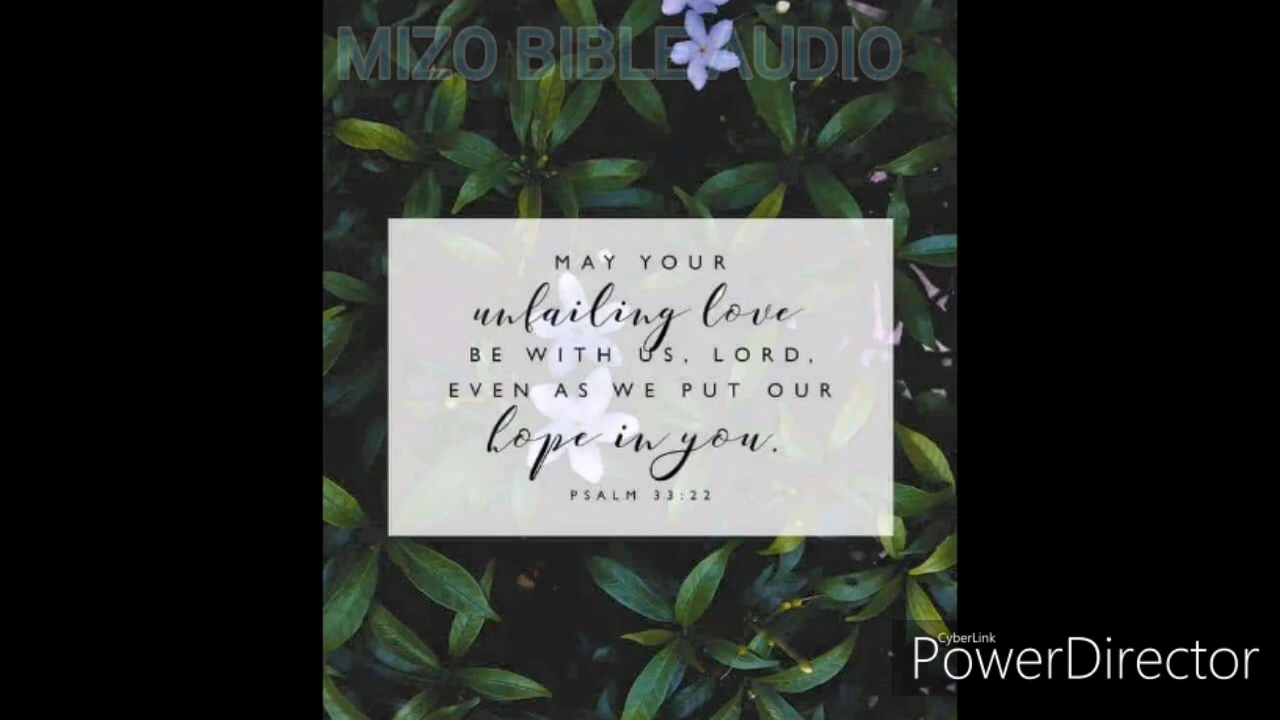 MIZO BIBLE AUDIO
MAY YOUR
unfailing love
BE WITH US, LORD,
EVEN AS WE PUT OUR
hope in you.
PSALM 33:22
CyberLink
PowerDirector